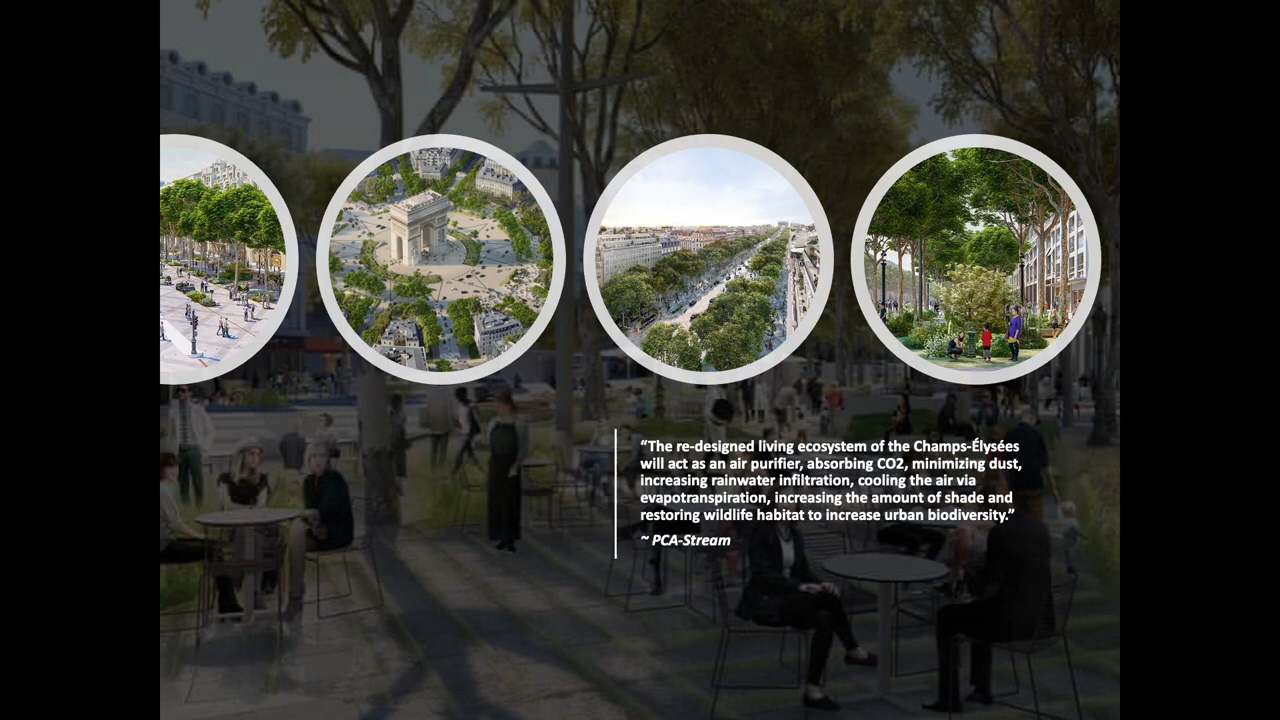 “The re-designed living ecosystem of the Champs-Élysées
will act as an air purifier, absorbing CO2, minimizing dust,
increasing rainwater infiltration, cooling the air via
evapotranspiration, increasing the amount of shade and
restoring wildlife habitat to increase urban biodiversity.”
~ PCA-Stream